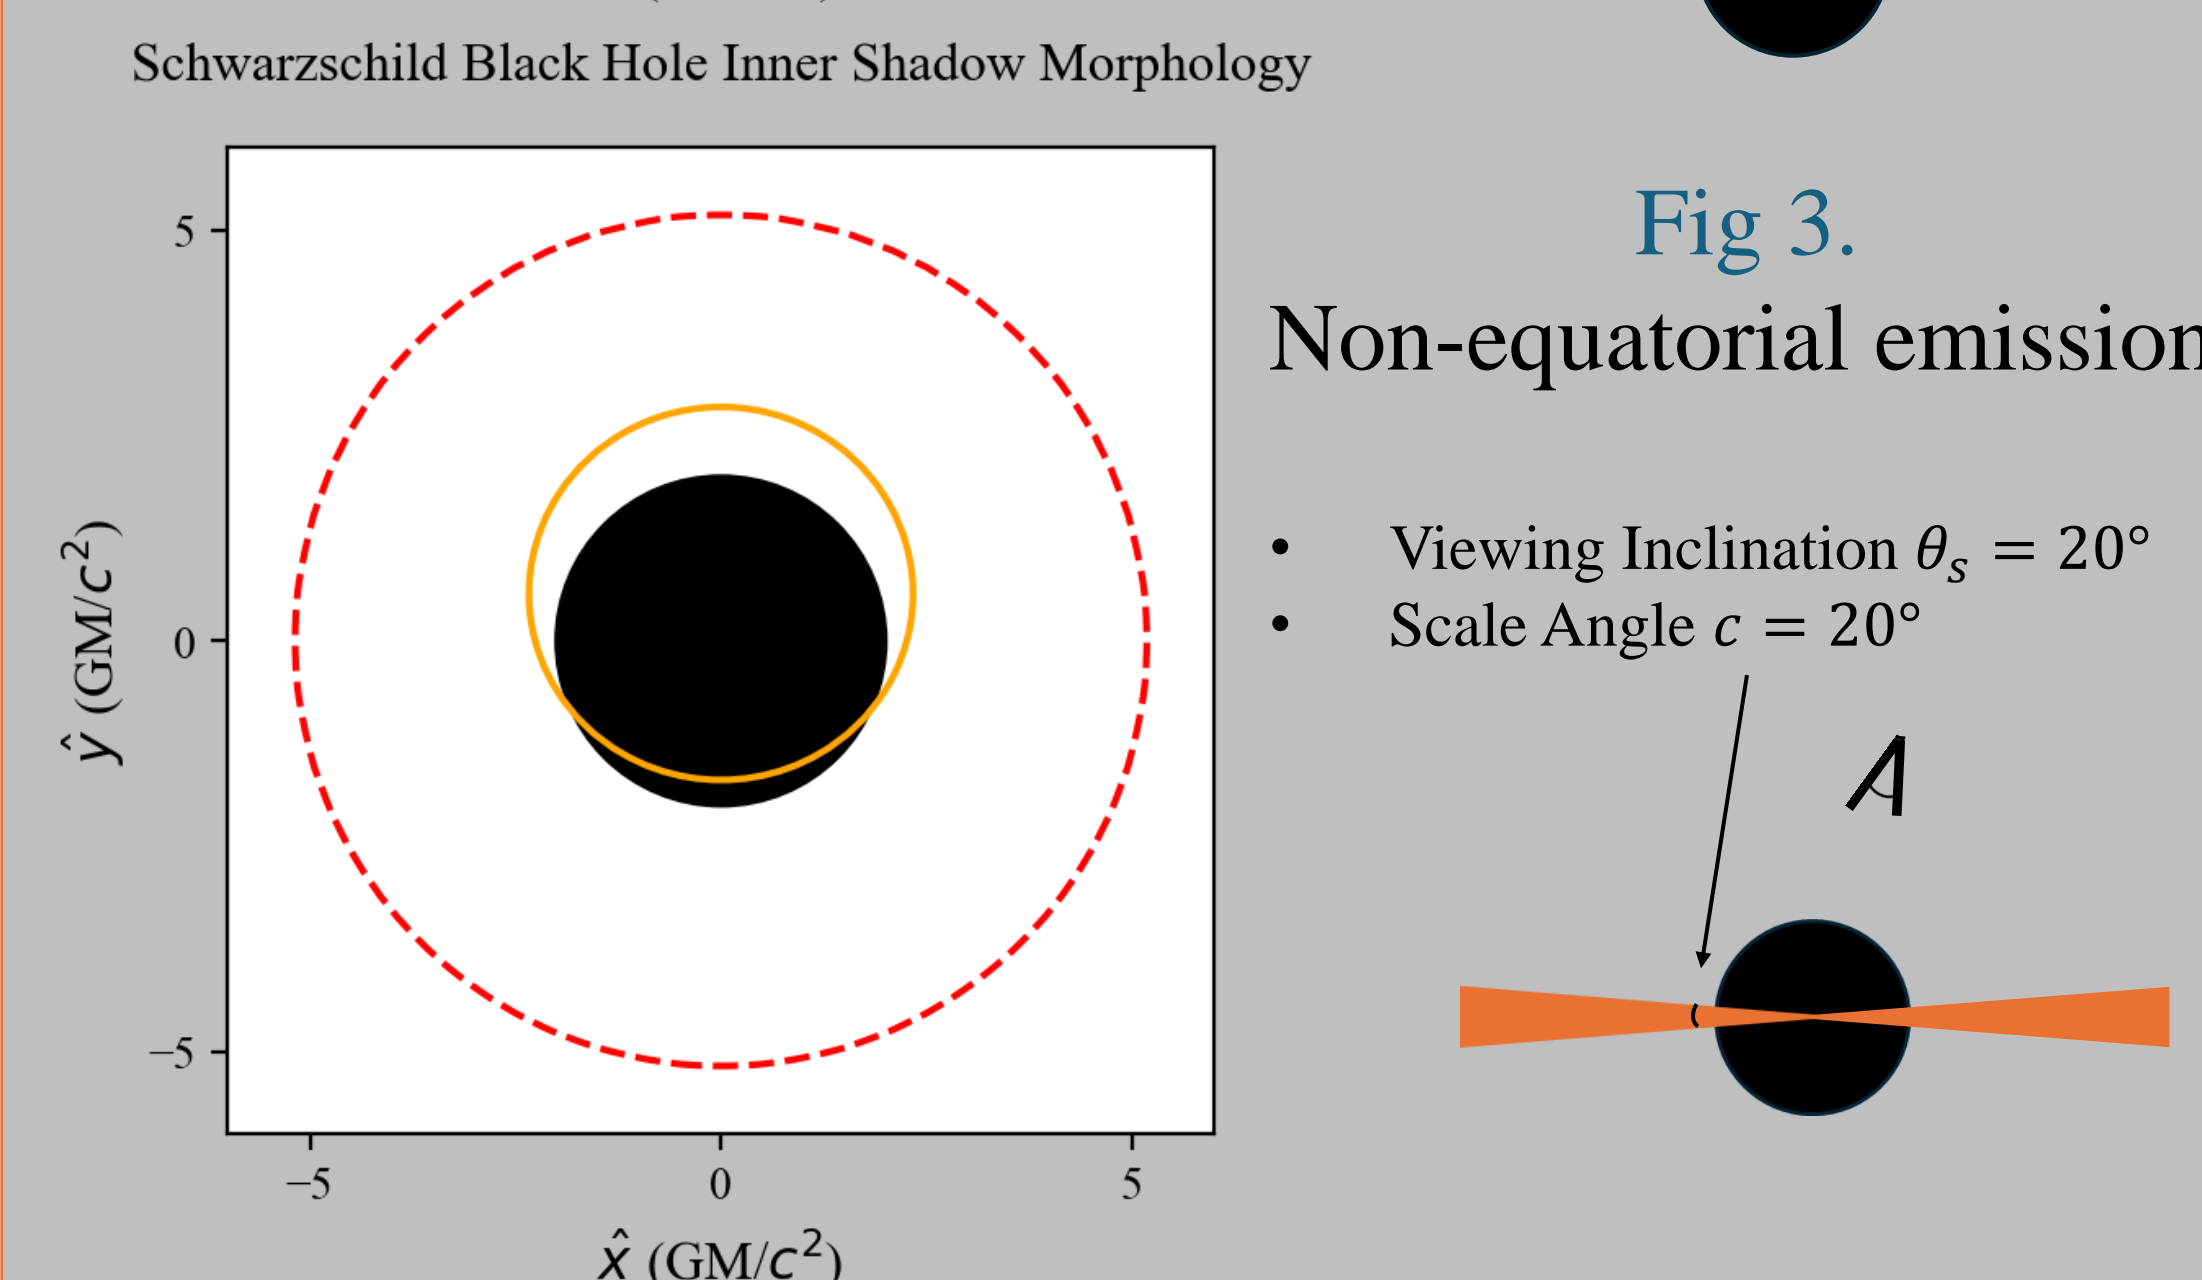 Schwarzschild Black Hole Inner Shadow Morphology
5
0
−5
ŷ (GM/c²)
−5
0
5
x̂ (GM/c²)
Fig 3.
Non-equatorial emission
• Viewing Inclination θₛ = 20°
• Scale Angle c = 20°